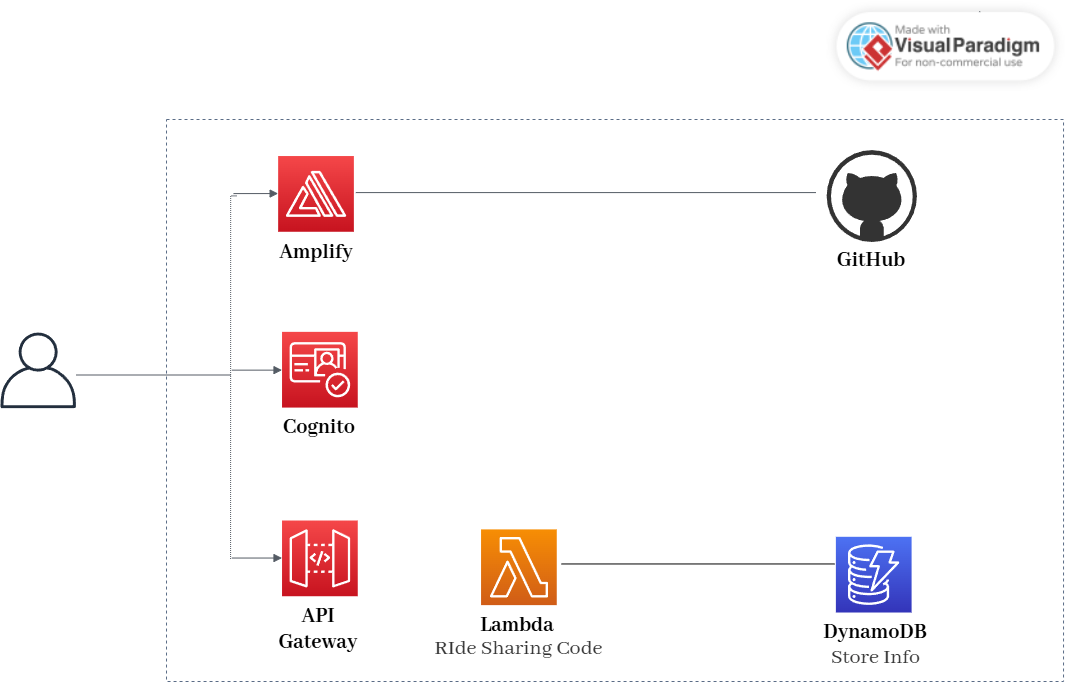 Made with
Visual Paradigm
For non-commercial use
Amplify
GitHub
Cognito
API
Gateway
Lambda
RIde Sharing Code
DynamoDB
Store Info